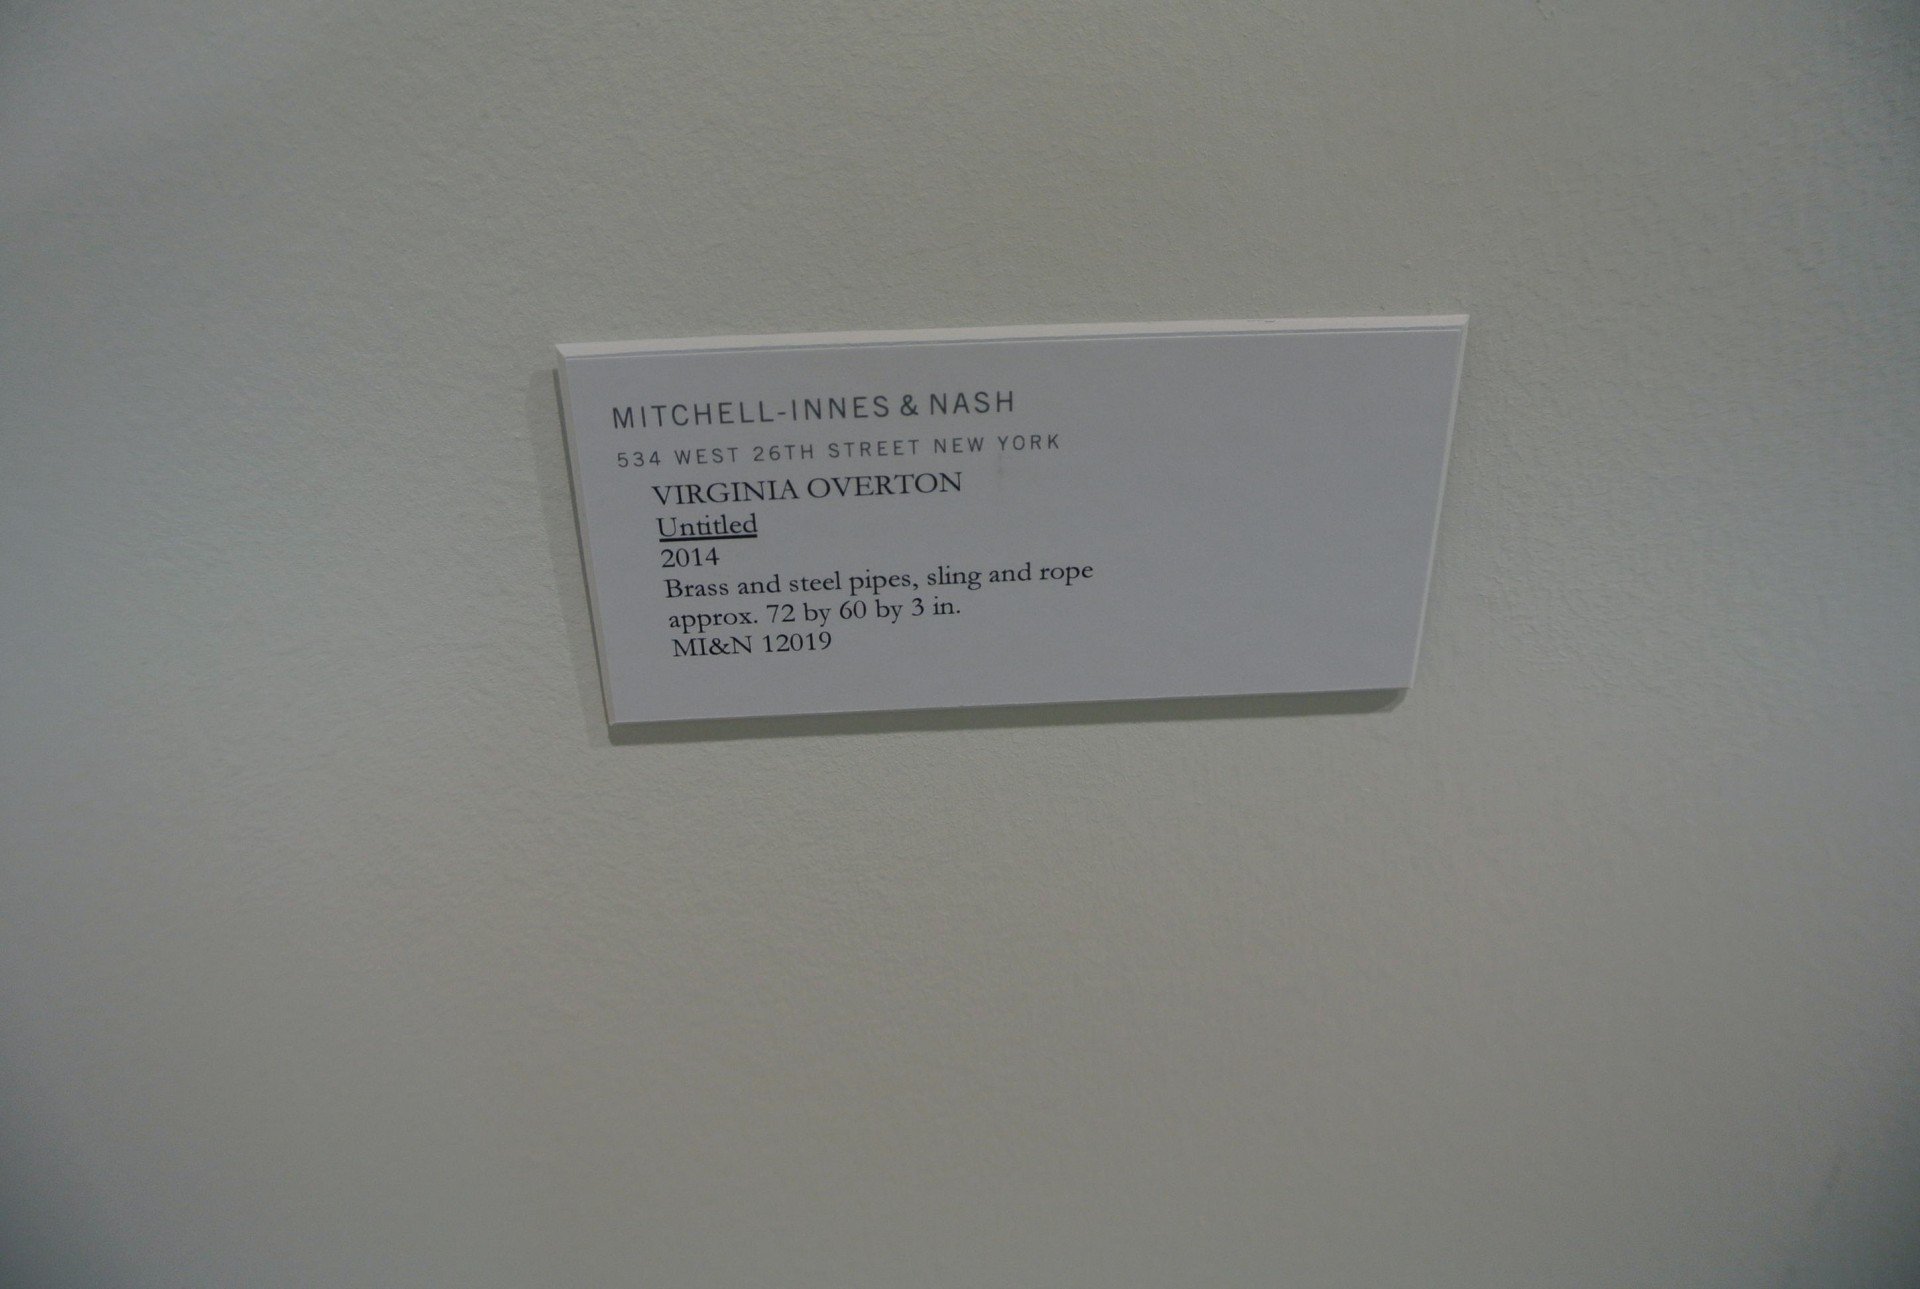 MITCHELL-INNES & NASH
534 WEST 26TH STREET NEW YORK
VIRGINIA OVERTON
Untitled
2014
Brass and steel pipes, sling and rope
approx. 72 by 60 by 3 in.
MI&N 12019